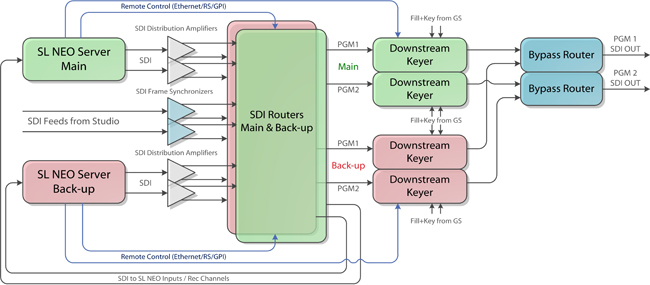 Remote Control (Ethernet/RS/GPI)
Fill+Key from GS
SDI Distribution Amplifiers
SL NEO Server
Main
SDI
PGM1
Main
PGM2
Downstream
Keyer
Downstream
Keyer
Bypass Router
PGM 1
SDI OUT
Bypass Router
PGM 2
SDI OUT
SDI Frame Synchronizers
SDI Feeds from Studio
SDI Routers
Main & Back-up
Fill+Key from GS
SDI Distribution Amplifiers
SL NEO Server
Back-up
SDI
PGM1
Back-up
PGM2
Downstream
Keyer
Downstream
Keyer
Fill+Key from GS
Remote Control (Ethernet/RS/GPI)
SDI to SL NEO Inputs / Rec Channels